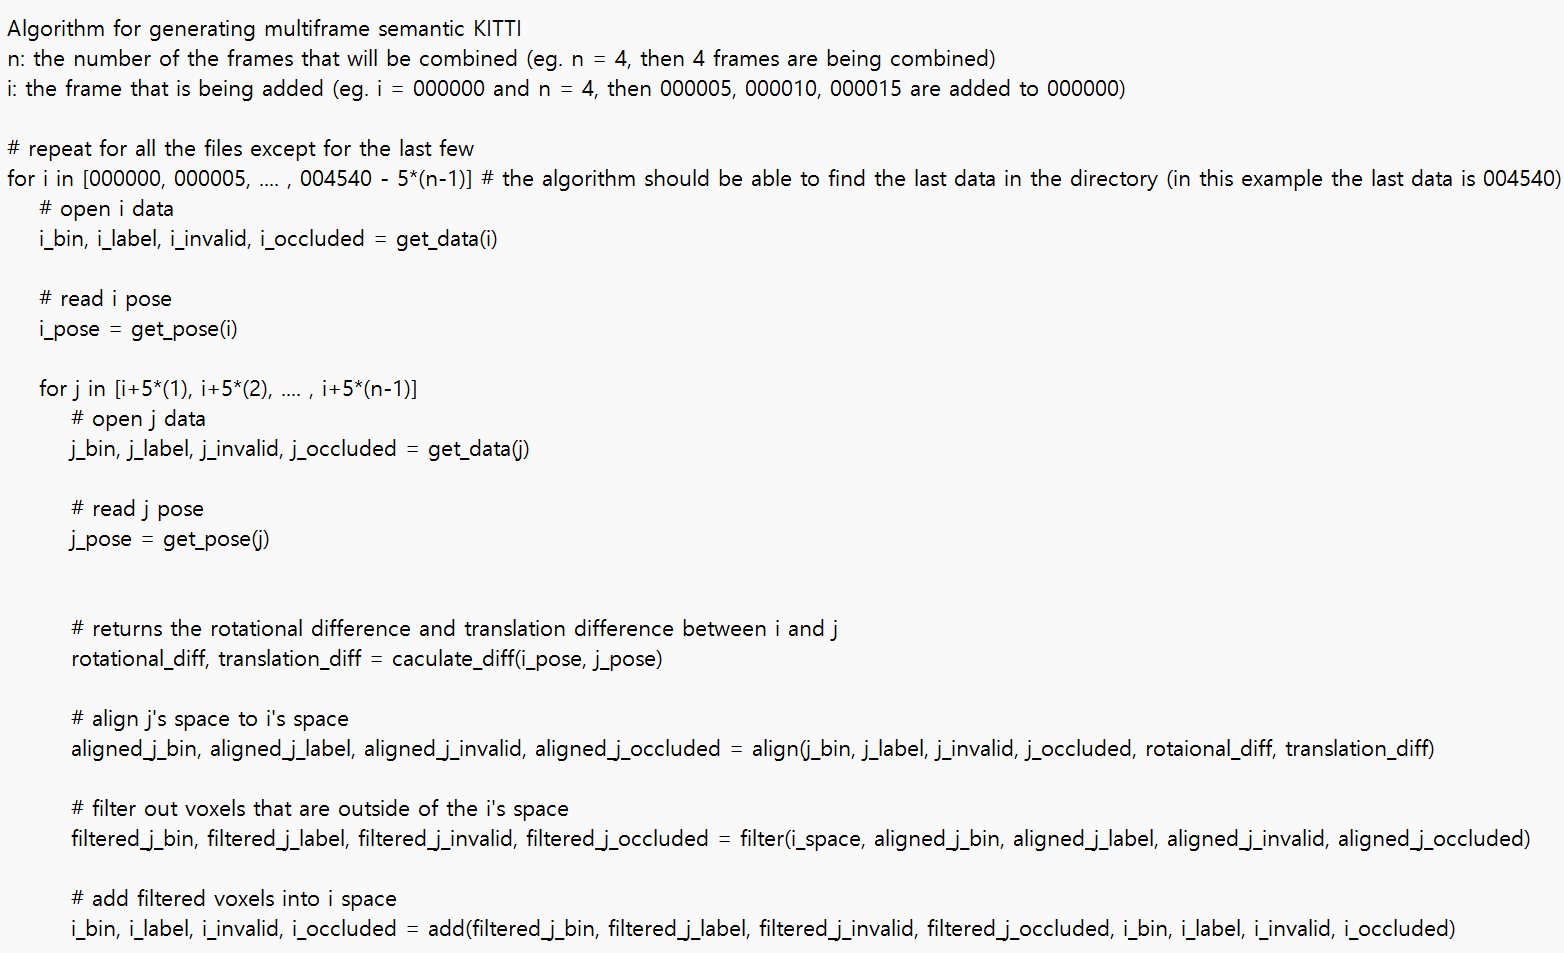 Algorithm for generating multiframe semantic KITTI
n: the number of the frames that will be combined (eg. n = 4, then 4 frames are being combined)
i: the frame that is being added (eg. i = 000000 and n = 4, then 000005, 000010, 000015 are added to 000000)
# repeat for all the files except for the last few
for i in [000000, 000005, .... , 004540 - 5*(n-1)] # the algorithm should be able to find the last data in the directory (in this example the last data is 004540)
# open i data
i_bin, i_label, i_invalid, i_occluded = get_data(i)
# read i pose
i_pose = get_pose(i)
for j in [i+5*(1), i+5*(2), .... , i+5*(n-1)]
# open j data
j_bin, j_label, j_invalid, j_occluded = get_data(j)
# read j pose
j_pose = get_pose(j)
# returns the rotational difference and translation difference between i and j
rotational_diff, translation_diff = caculate_diff(i_pose, j_pose)
# align j's space to i's space
aligned_j_bin, aligned_j_label, aligned_j_invalid, aligned_j_occluded = align(j_bin, j_label, j_invalid, j_occluded, rotaional_diff, translation_diff)
# filter out voxels that are outside of the i's space
filtered_j_bin, filtered_j_label, filtered_j_invalid, filtered_j_occluded = filter(i_space, aligned_j_bin, aligned_j_label, aligned_j_invalid, aligned_j_occluded)
# add filtered voxels into i space
i_bin, i_label, i_invalid, i_occluded = add(filtered_j_bin, filtered_j_label, filtered_j_invalid, filtered_j_occluded, i_bin, i_label, i_invalid, i_occluded)